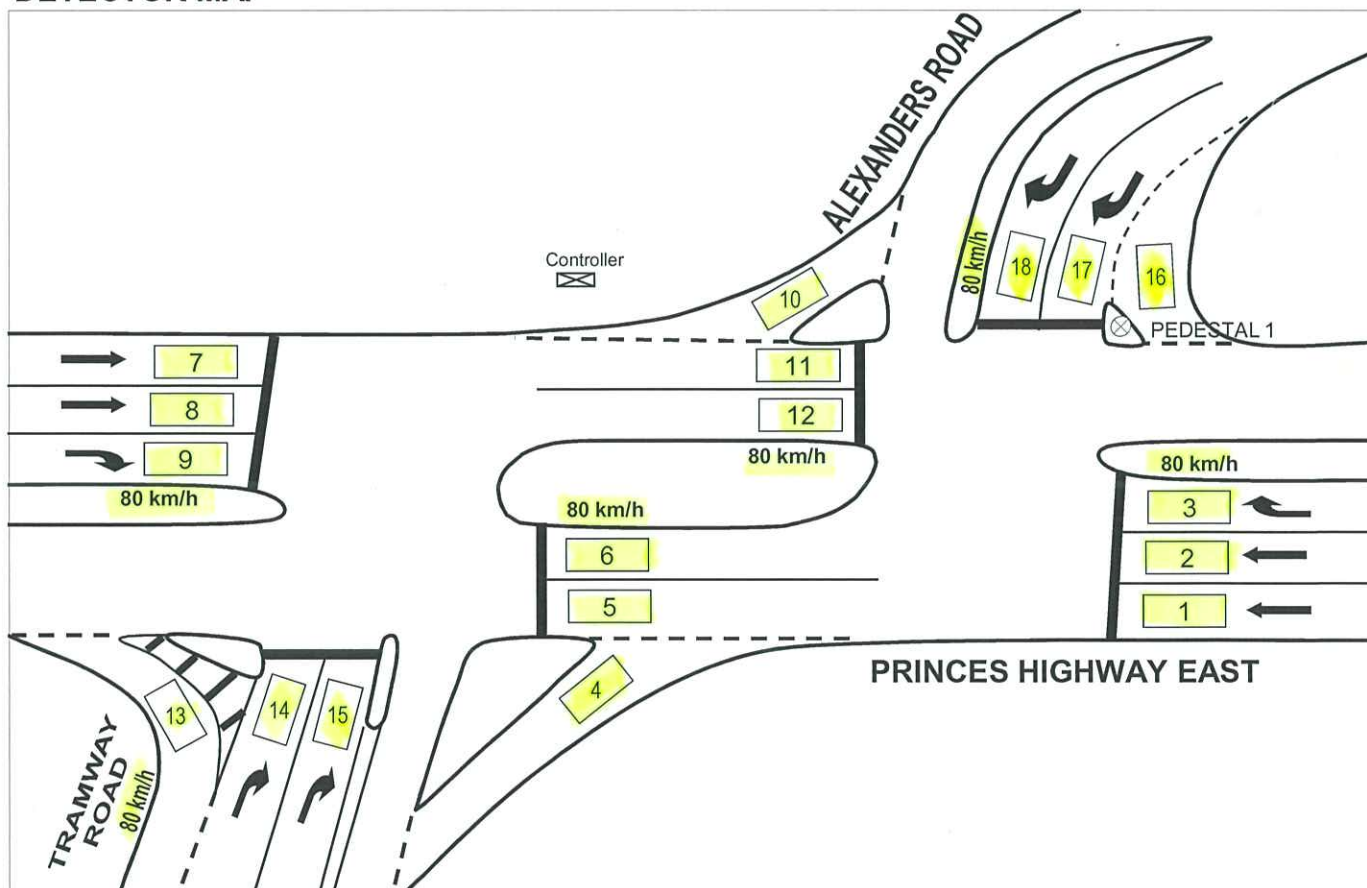 DETECTOR MAP
ALEXANDERS ROAD
Controller
80 km/h
18
17
16
10
PEDESTAL 1
7
11
8
12
9
80 km/h
80 km/h
80 km/h
80 km/h
3
6
2
5
1
PRINCES HIGHWAY EAST
4
13
14
15
TRAMWAY
ROAD
80 km/h